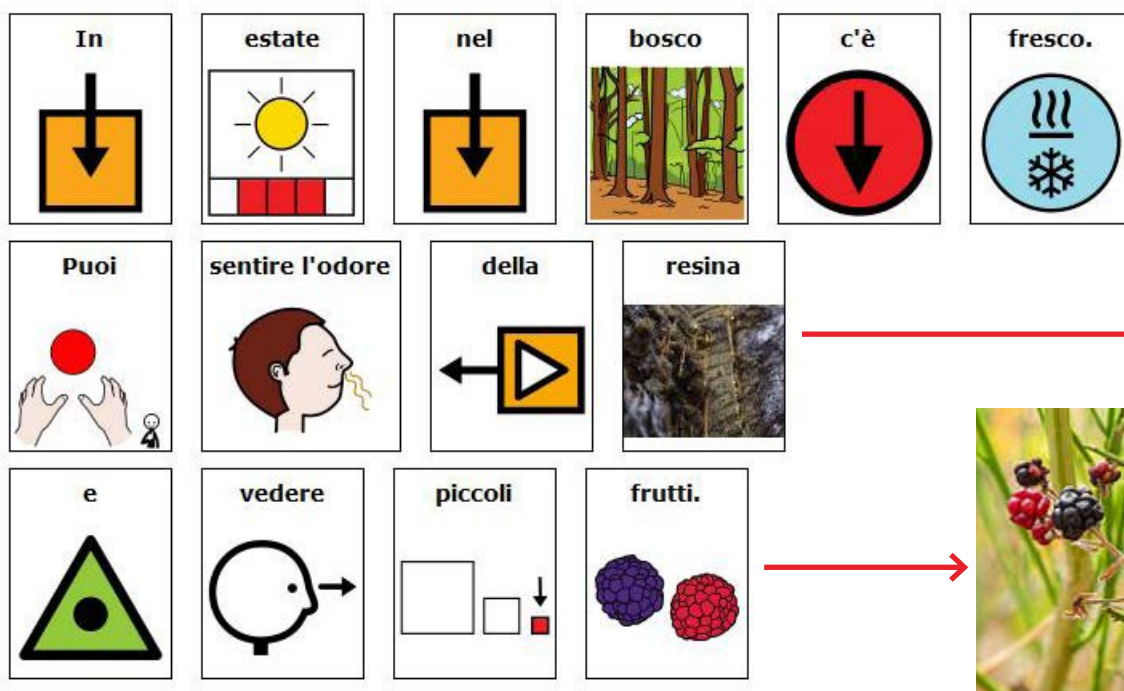 In estate nel bosco c'è fresco.
Puoi sentire l'odore della resina
e vedere piccoli frutti.